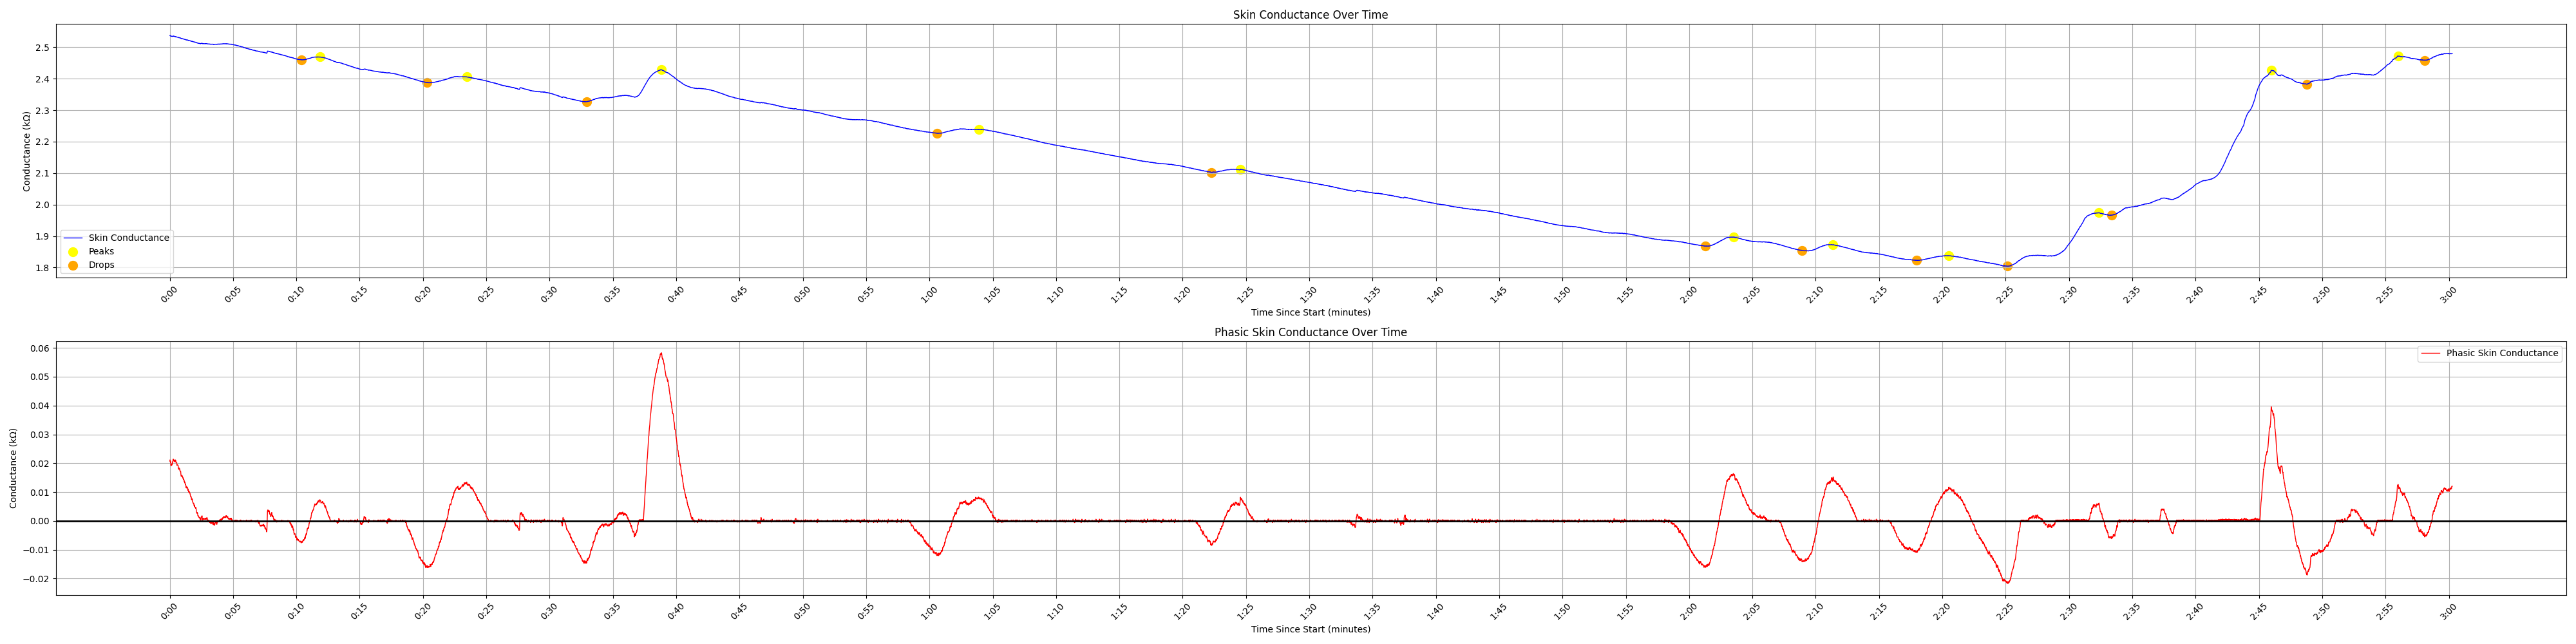 Skin Conductance Over Time
Conductance (kΩ)
2.5
2.4
2.3
2.2
2.1
2.0
1.9
1.8
Skin Conductance
Peaks
Drops
0:00 0:05 0:10 0:15 0:20 0:25 0:30 0:35 0:40 0:45 0:50 0:55 1:00 1:05 1:10 1:15 1:20 1:25 1:30 1:35 1:40 1:45 1:50 1:55 2:00 2:05 2:10 2:15 2:20 2:25 2:30 2:35 2:40 2:45 2:50 2:55 3:00
Time Since Start (minutes)
Phasic Skin Conductance Over Time
Conductance (kΩ)
0.06
0.05
0.04
0.03
0.02
0.01
0.00
−0.01
−0.02
Phasic Skin Conductance
0:00 0:05 0:10 0:15 0:20 0:25 0:30 0:35 0:40 0:45 0:50 0:55 1:00 1:05 1:10 1:15 1:20 1:25 1:30 1:35 1:40 1:45 1:50 1:55 2:00 2:05 2:10 2:15 2:20 2:25 2:30 2:35 2:40 2:45 2:50 2:55 3:00
Time Since Start (minutes)